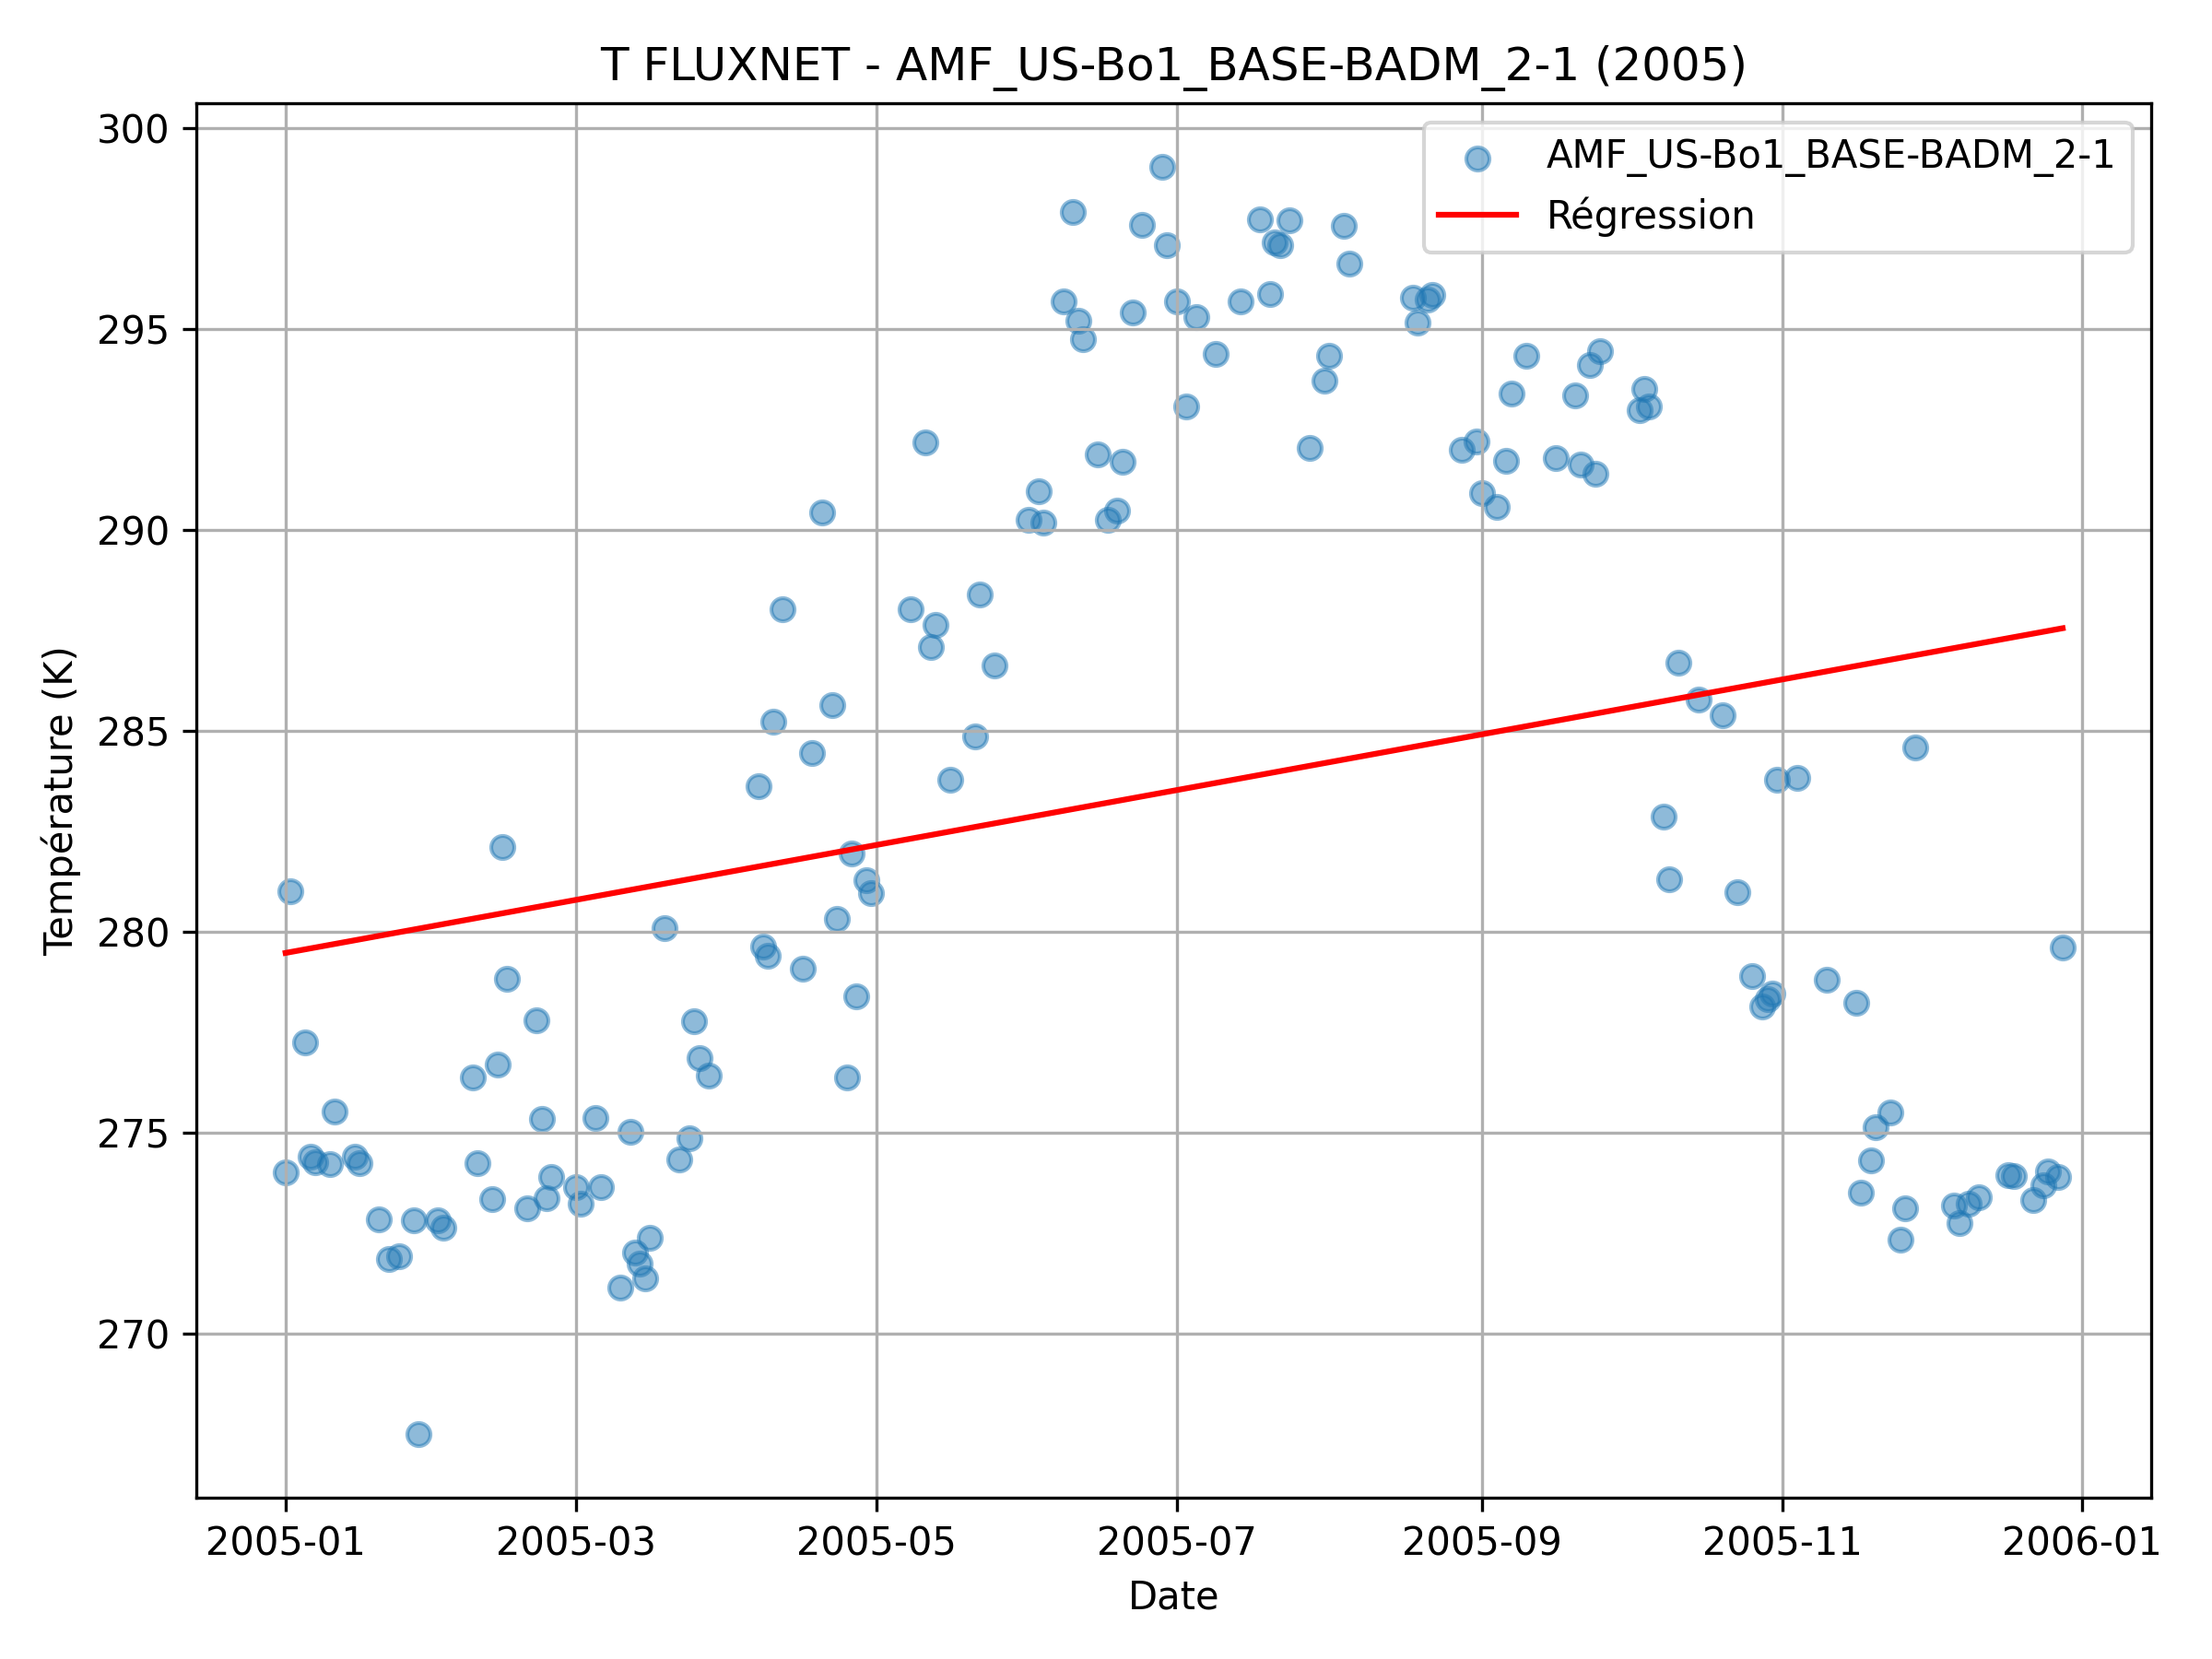 T FLUXNET - AMF_US-Bo1_BASE-BADM_2-1 (2005)
AMF_US-Bo1_BASE-BADM_2-1
Régression
300
295
290
285
280
275
270
Température (K)
2005-01
2005-03
2005-05
2005-07
2005-09
2005-11
2006-01
Date